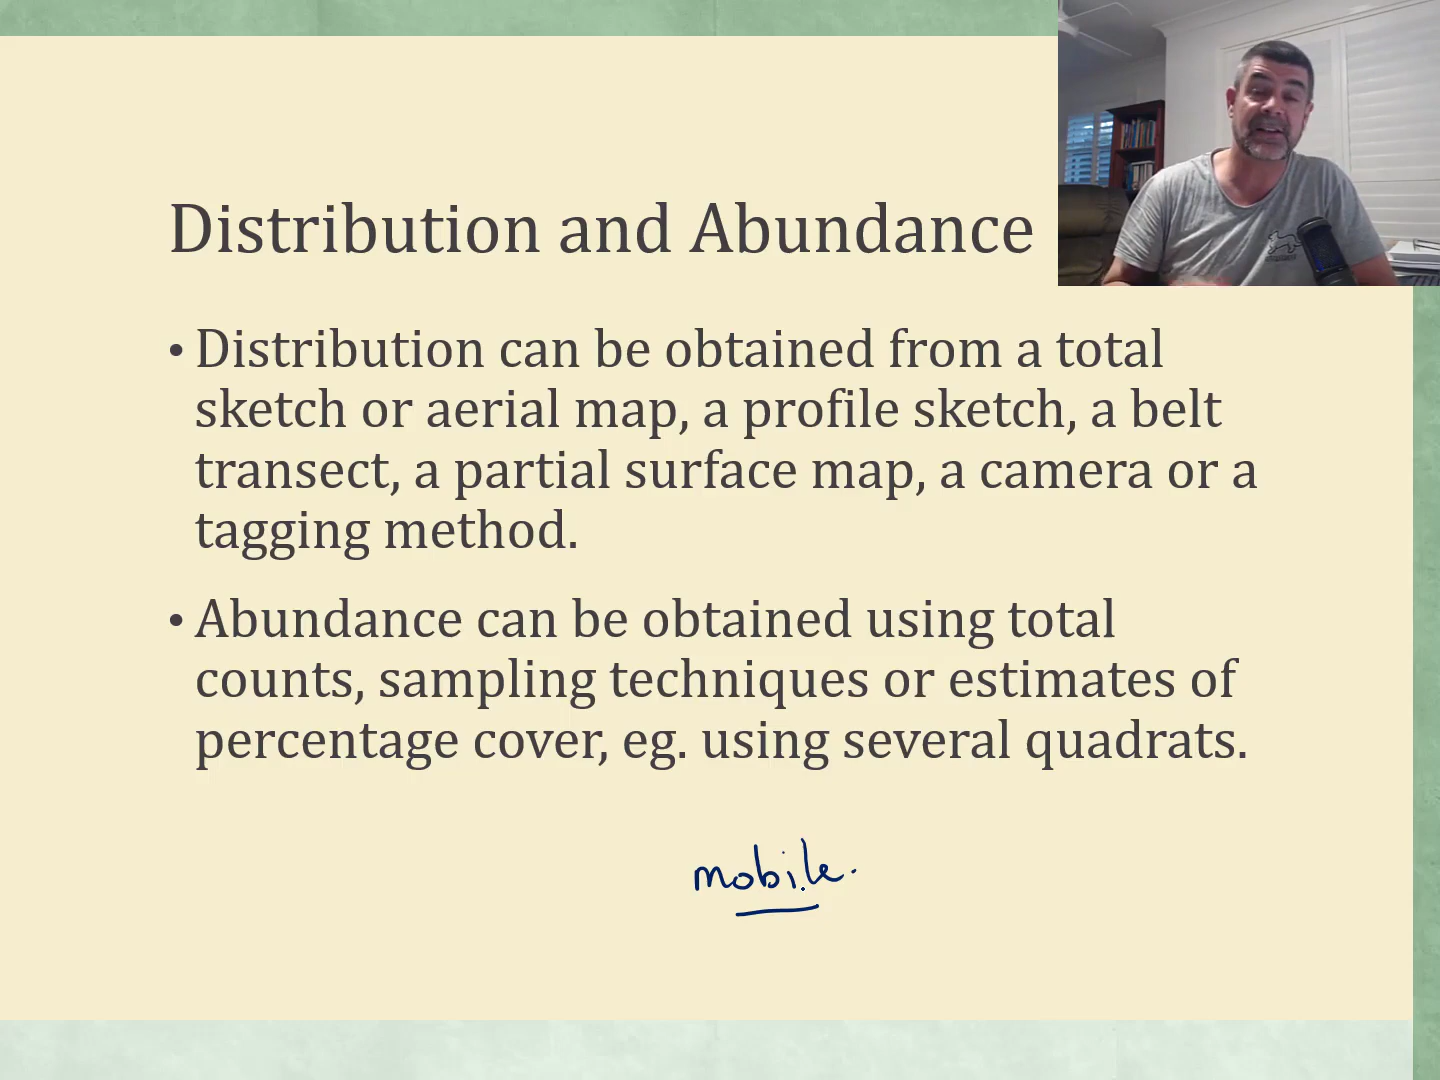 Distribution and Abundance
• Distribution can be obtained from a total
sketch or aerial map, a profile sketch, a belt
transect, a partial surface map, a camera or a
tagging method.
• Abundance can be obtained using total
counts, sampling techniques or estimates of
percentage cover, eg. using several quadrats.
mobile.